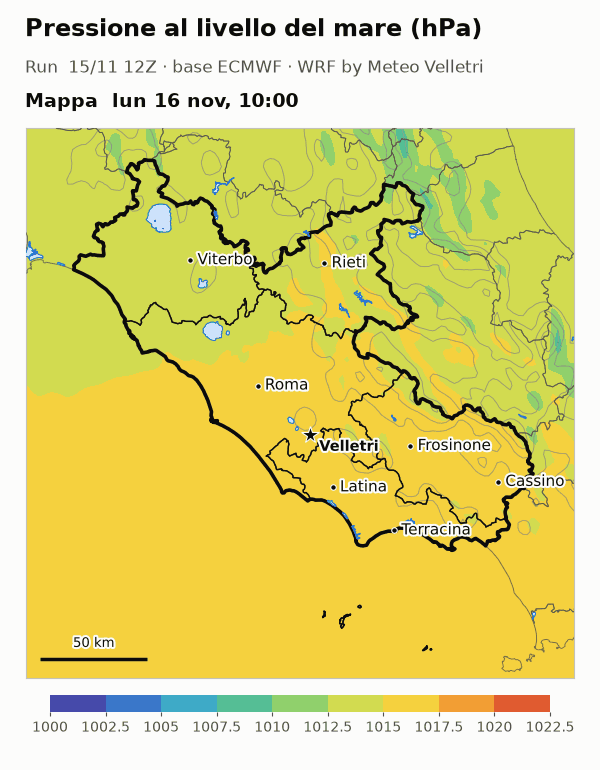 Pressione al livello del mare (hPa)
Run 15/11 12Z · base ECMWF · WRF by Meteo Velletri
Mappa lun 16 nov, 10:00
Viterbo
Rieti
Roma
Velletri
Frosinone
Cassino
Latina
Terracina
50 km
1000 1002.5 1005 1007.5 1010 1012.5 1015 1017.5 1020 1022.5